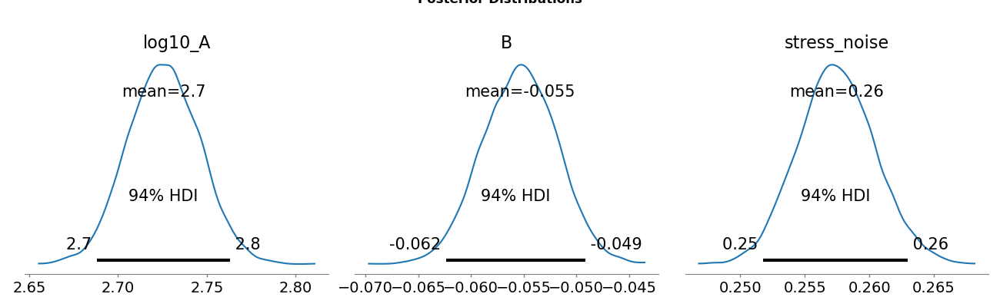 Posterior Distributions
log10_A
mean=2.7
94% HDI
2.7
2.8
2.65 2.70 2.75 2.80
B
mean=-0.055
94% HDI
-0.062
-0.049
−0.070 −0.065 −0.060 −0.055 −0.050 −0.045
stress_noise
mean=0.26
94% HDI
0.25
0.26
0.250 0.255 0.260 0.265